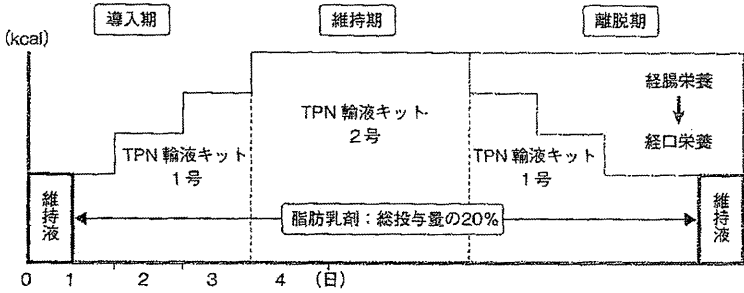 導入期
維持期
離脱期
(kcal)
TPN 輸液キット
2号
経腸栄養
経口栄養
TPN 輸液キット
1号
TPN 輸液キット
1号
維持液
脂肪乳剤：総投与量の20%
維持液
0 1 2 3 4 (日)